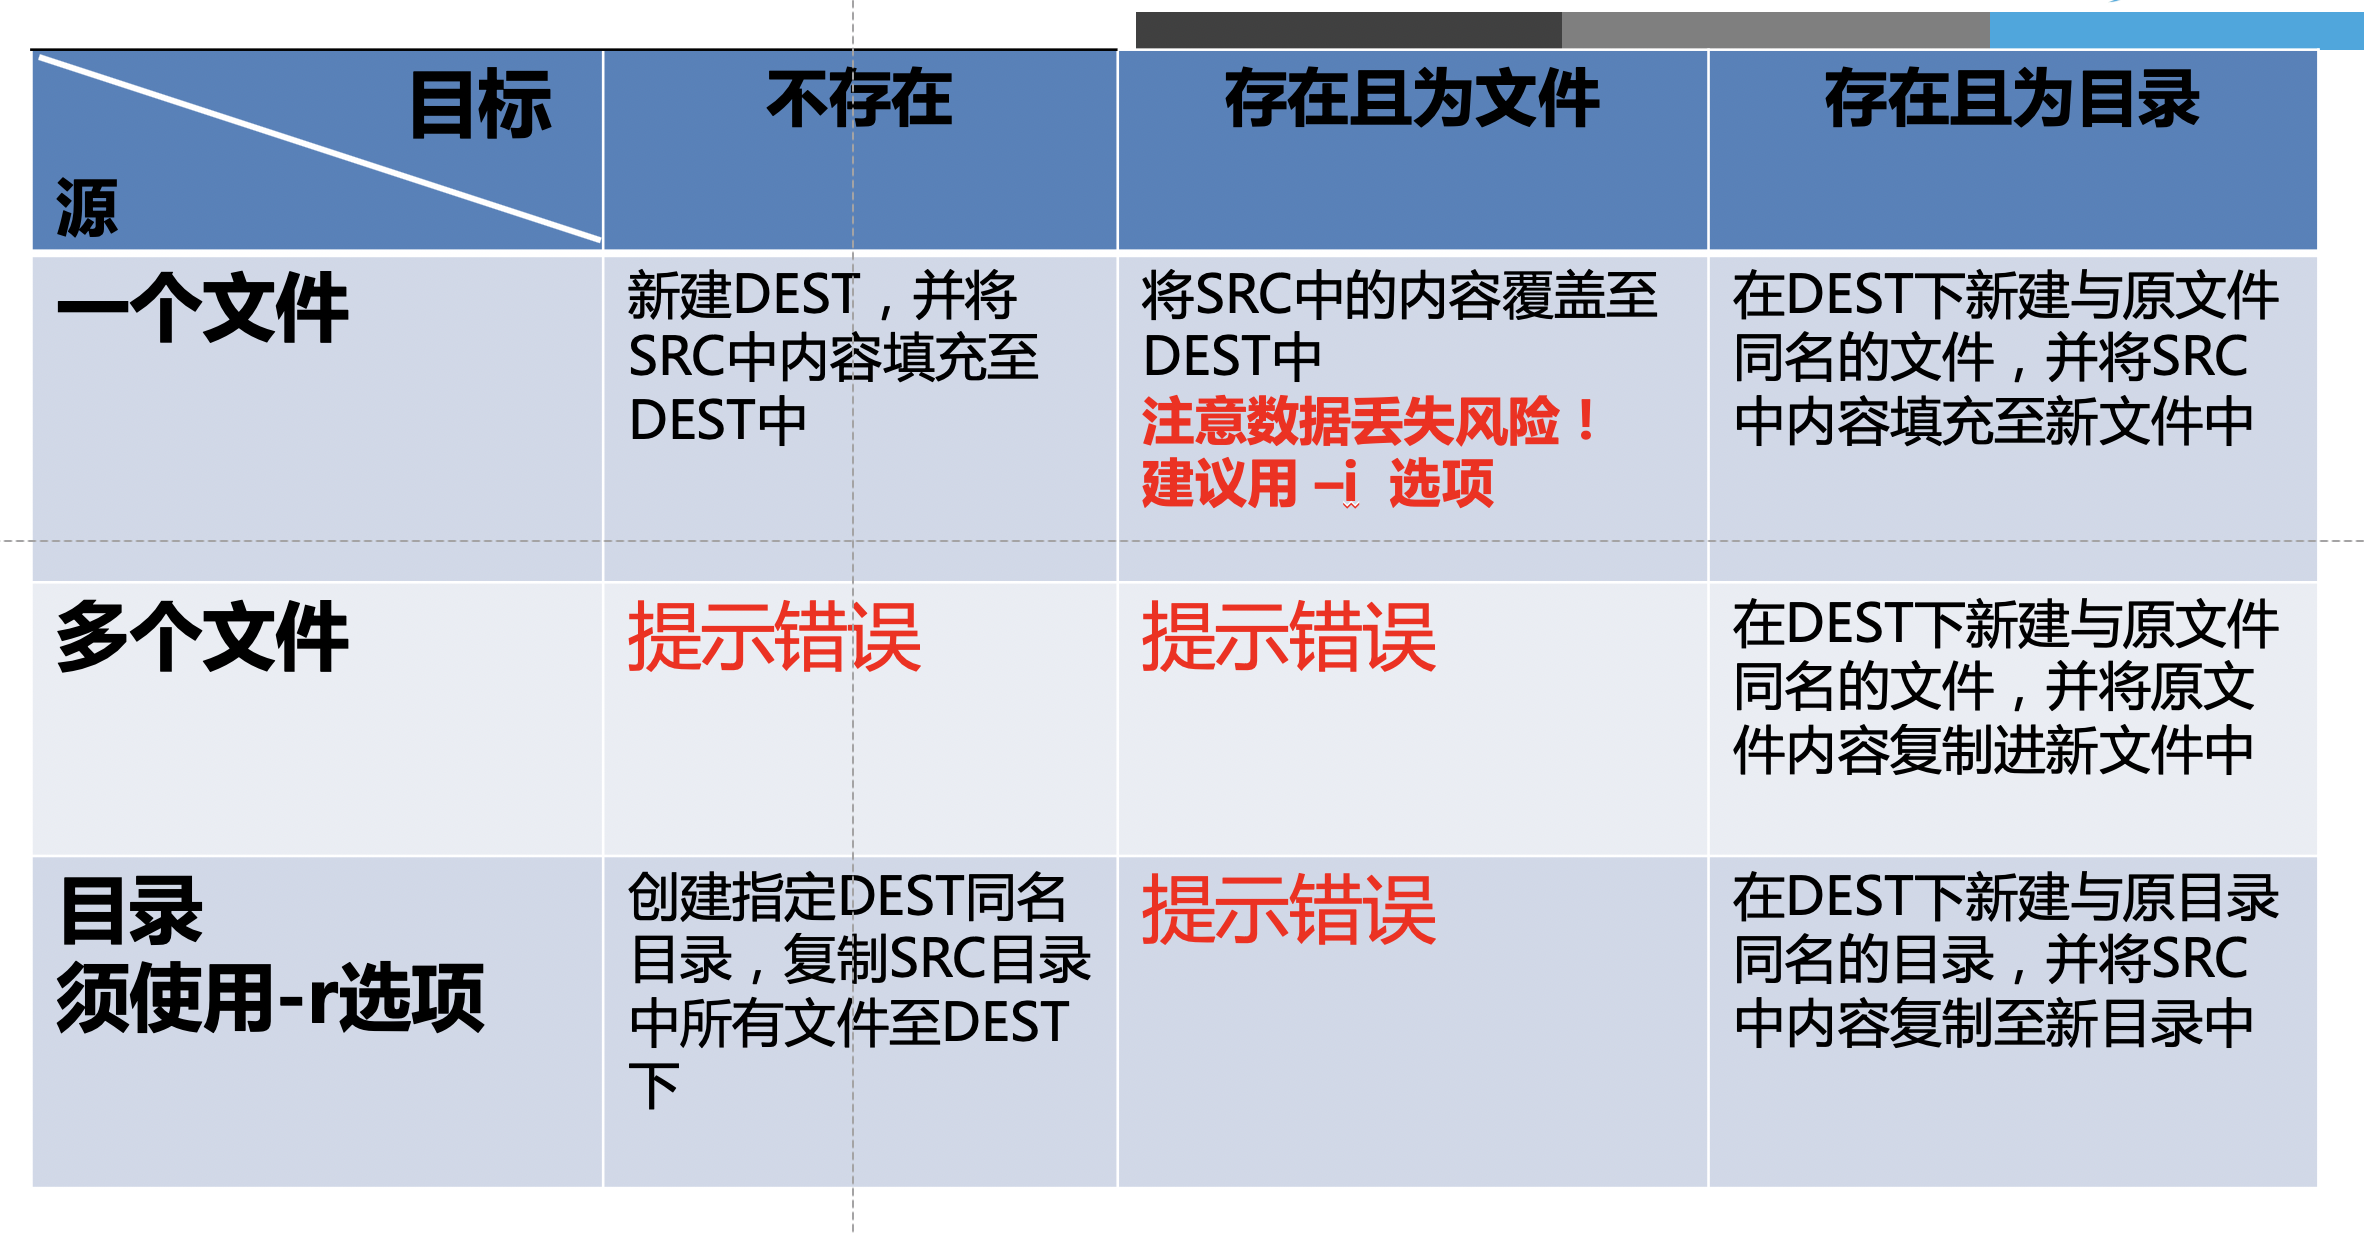 目标
源
不存在
存在且为文件
存在且为目录
一个文件
新建DEST，并将
SRC中内容填充至
DEST中
将SRC中的内容覆盖至
DEST中
注意数据丢失风险！
建议用 –i 选项
在DEST下新建与原文件
同名的文件，并将SRC
中内容填充至新文件中
多个文件
提示错误
提示错误
在DEST下新建与原文件
同名的文件，并将原文
件内容复制进新文件中
目录
须使用-r选项
创建指定DEST同名
目录，复制SRC目录
中所有文件至DEST
下
提示错误
在DEST下新建与原目录
同名的目录，并将SRC
中内容复制至新目录中